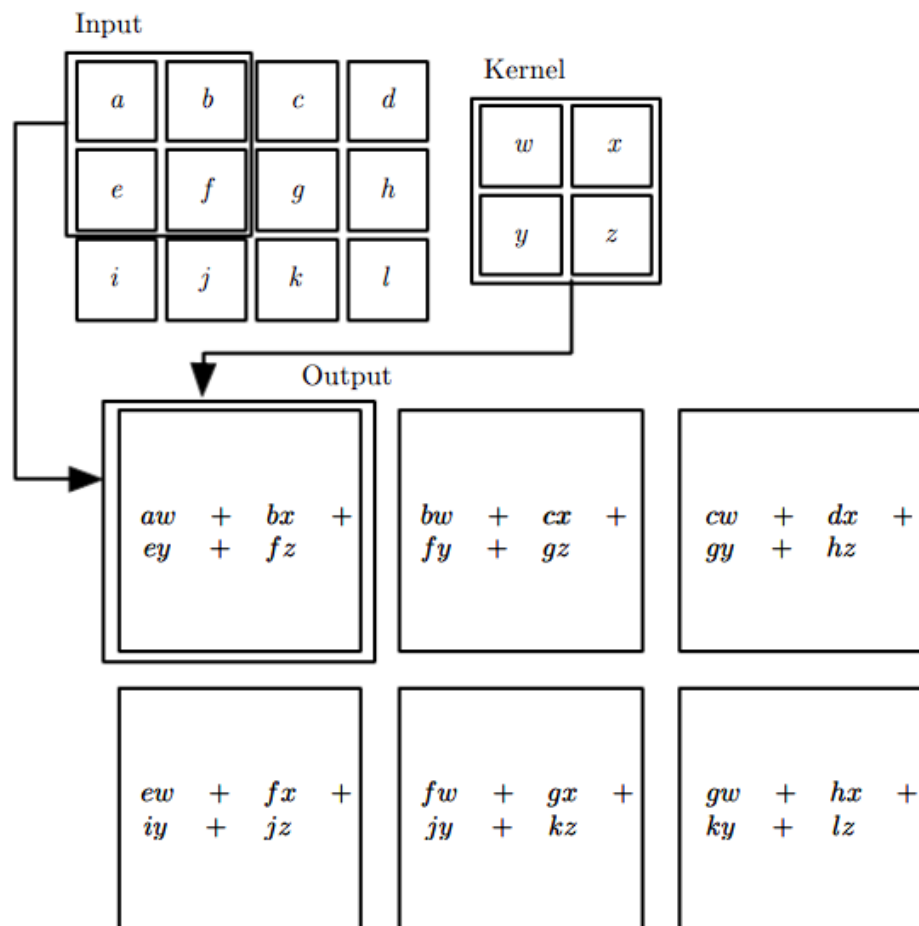 Input
Kernel
a b c d
w x
e f g h
y z
i j k l
Output
aw + bx +
ey + fz
bw + cx +
fy + gz
cw + dx +
gy + hz
ew + fx +
iy + jz
fw + gx +
jy + kz
gw + hx +
ky + lz